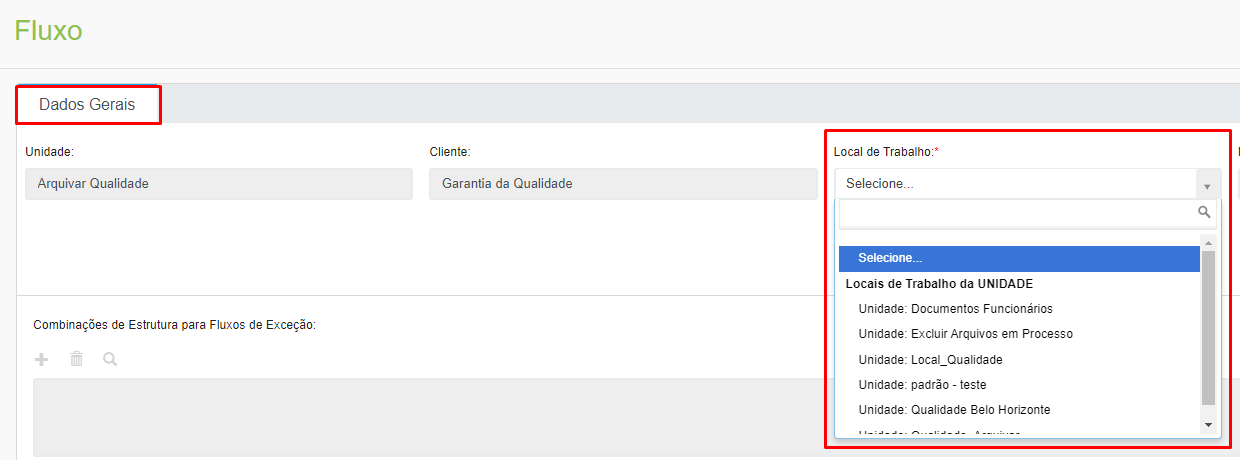 Fluxo
Dados Gerais
Unidade:
Cliente:
Local de Trabalho:*
Arquivar Qualidade
Garantia da Qualidade
Selecione...
Selecione...
Locais de Trabalho da UNIDADE
Unidade: Documentos Funcionários
Unidade: Excluir Arquivos em Processo
Unidade: Local_Qualidade
Unidade: padrão - teste
Unidade: Qualidade Belo Horizonte
Unidade: Qualidade_Arquivar
Combinações de Estrutura para Fluxos de Exceção: